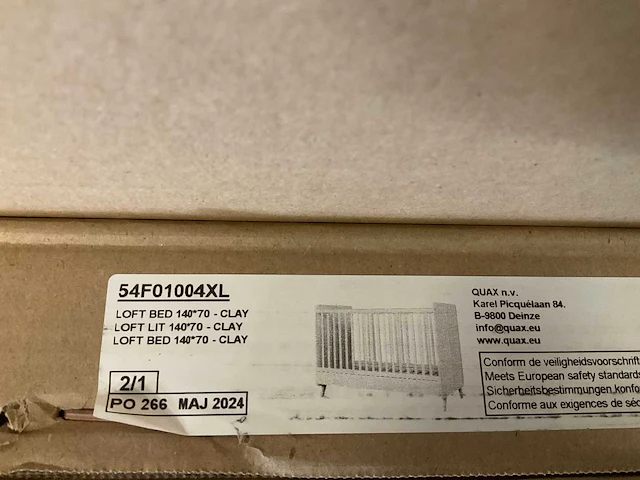 54F01004XL
LOFT BED 140*70 - CLAY
LOFT LIT 140*70 - CLAY
LOFT BED 140*70 - CLAY
2/1
PO 266 MAJ 2024
QUAX n.v.
Karel Picquélaan 84.
B-9800 Deinze
info@quax.eu
www.quax.eu
Conform de veiligheidsvoorschrift
Meets European safety standards
Sicherheitsbestimmungen konfo
Conforme aux exigences de séc